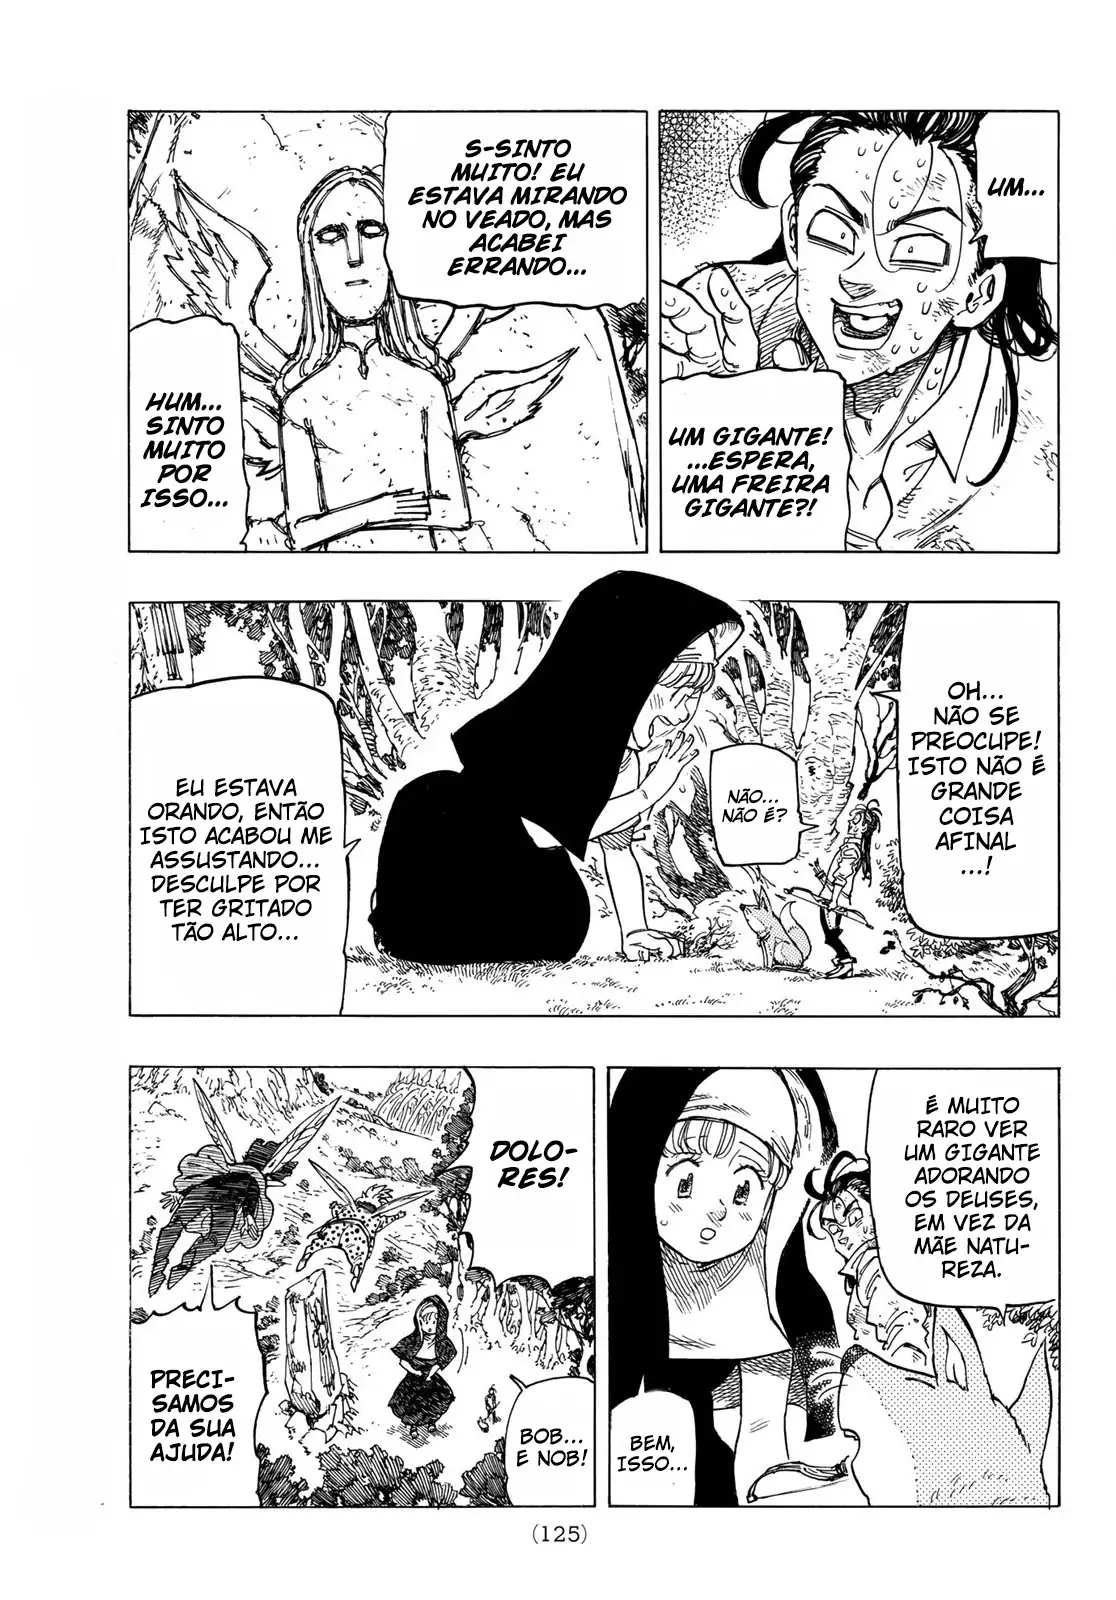 UM...
UM GIGANTE!
...ESPERA,
UMA FREIRA
GIGANTE?!
S-SINTO
MUITO! EU
ESTAVA MIRANDO
NO VEADO, MAS
ACABEI
ERRANDO...
HUM...
SINTO
MUITO
POR
ISSO...
OH...
NÃO SE
PREOCUPE!
ISTO NÃO É
GRANDE
COISA
AFINAL
...!
NÃO...
NÃO É?
EU ESTAVA
ORANDO, ENTÃO
ISTO ACABOU ME
ASSUSTANDO...
DESCULPE POR
TER GRITADO
TÃO ALTO...
É MUITO
RARO VER
UM GIGANTE
ADORANDO
OS DEUSES,
EM VEZ DA
MÃE NATU-
REZA.
BEM,
ISSO...
DOLO-
RES!
PRECI-
SAMOS
DA SUA
AJUDA!
BOB...
E NOB!
(125)